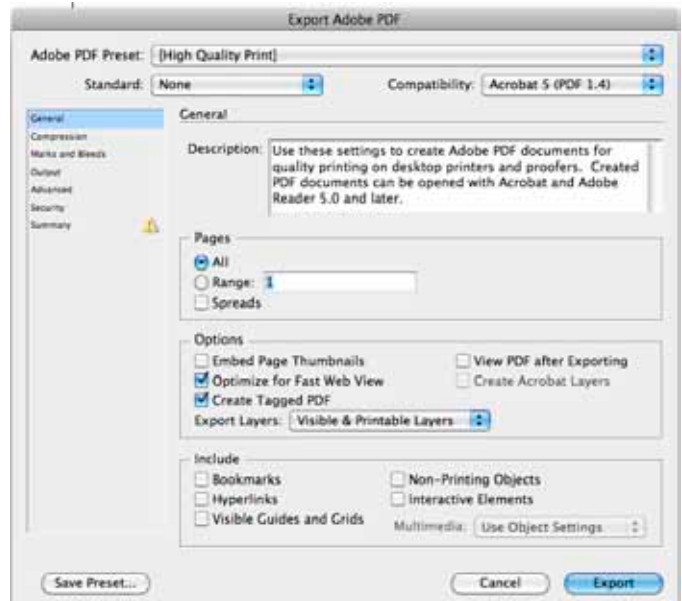 Export Adobe PDF
Adobe PDF Preset: [High Quality Print]
Standard: None Compatibility: Acrobat 5 (PDF 1.4)
General
Compression
Marks and Bleeds
Output
Advanced
Security
Summary
General
Description: Use these settings to create Adobe PDF documents for
quality printing on desktop printers and proofers. Created
PDF documents can be opened with Acrobat and Adobe
Reader 5.0 and later.
Pages
All
Range: 1
Spreads
Options
Embed Page Thumbnails View PDF after Exporting
Optimize for Fast Web View Create Acrobat Layers
Create Tagged PDF
Export Layers: Visible & Printable Layers
Include
Bookmarks Non-Printing Objects
Hyperlinks Interactive Elements
Visible Guides and Grids Multimedia: Use Object Settings
Save Preset... Cancel Export